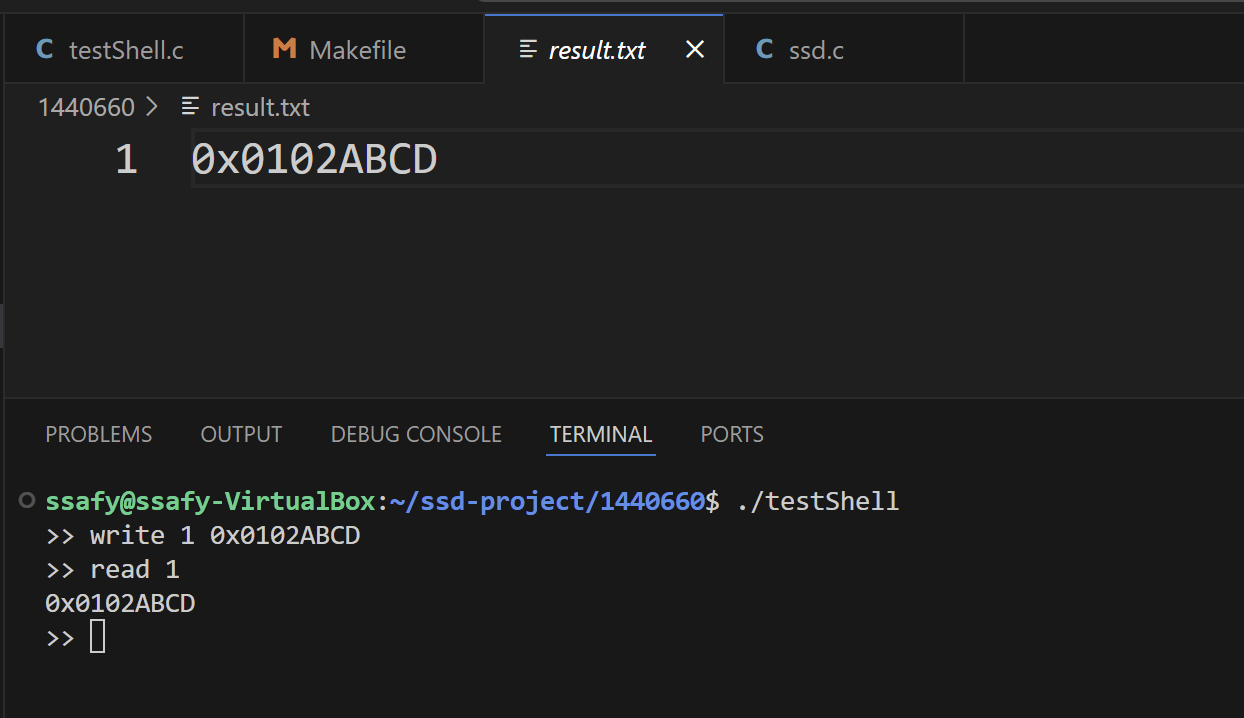 C testShell.c M Makefile result.txt C ssd.c
1440660 > result.txt
1 0x0102ABCD
PROBLEMS OUTPUT DEBUG CONSOLE TERMINAL PORTS
ssafy@ssafy-VirtualBox:~/ssd-project/1440660$ ./testShell
>> write 1 0x0102ABCD
>> read 1
0x0102ABCD
>>